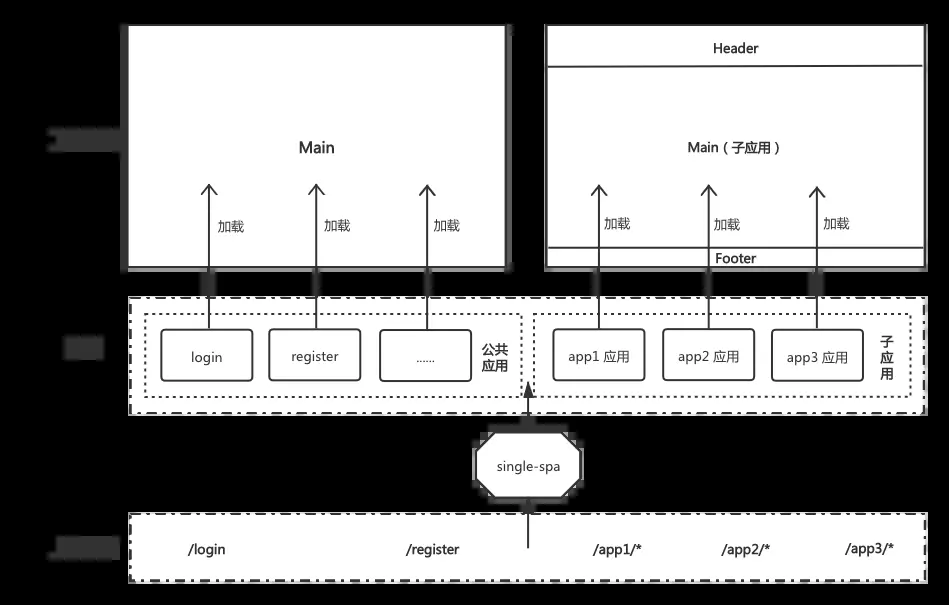 Header
Main
Main（子应用）
加载
加载
加载
加载
加载
加载
Footer
login
register
......
公共
应用
app1 应用
app2 应用
app3 应用
子
应
用
single-spa
/login
/register
/app1/*
/app2/*
/app3/*